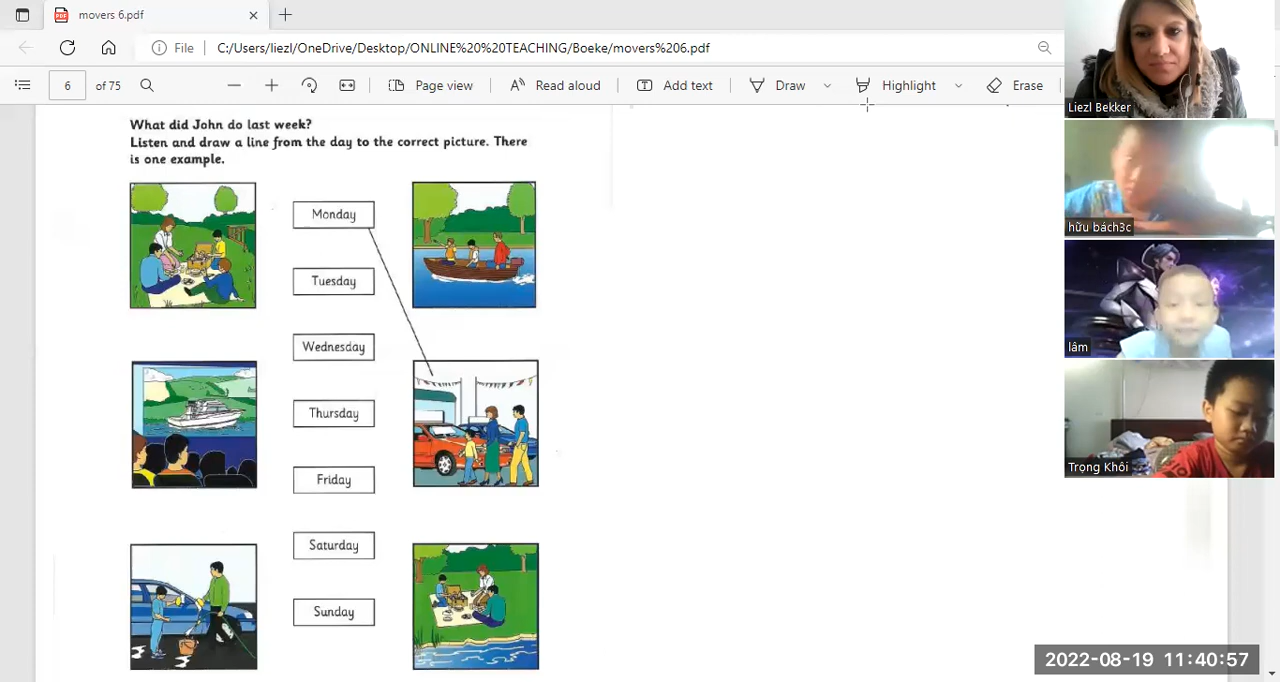 movers 6.pdf
File
C:/Users/liezl/OneDrive/Desktop/ONLINE%20%20TEACHING/Boeke/movers%206.pdf
6 of 75
Page view
Read aloud
Add text
Draw
Highlight
Erase
What did John do last week?
Listen and draw a line from the day to the correct picture. There
is one example.
Monday
Tuesday
Wednesday
Thursday
Friday
Saturday
Sunday
Liezl Bekker
hữu bách3c
lâm
Trọng Khôi
2022-08-19 11:40:57